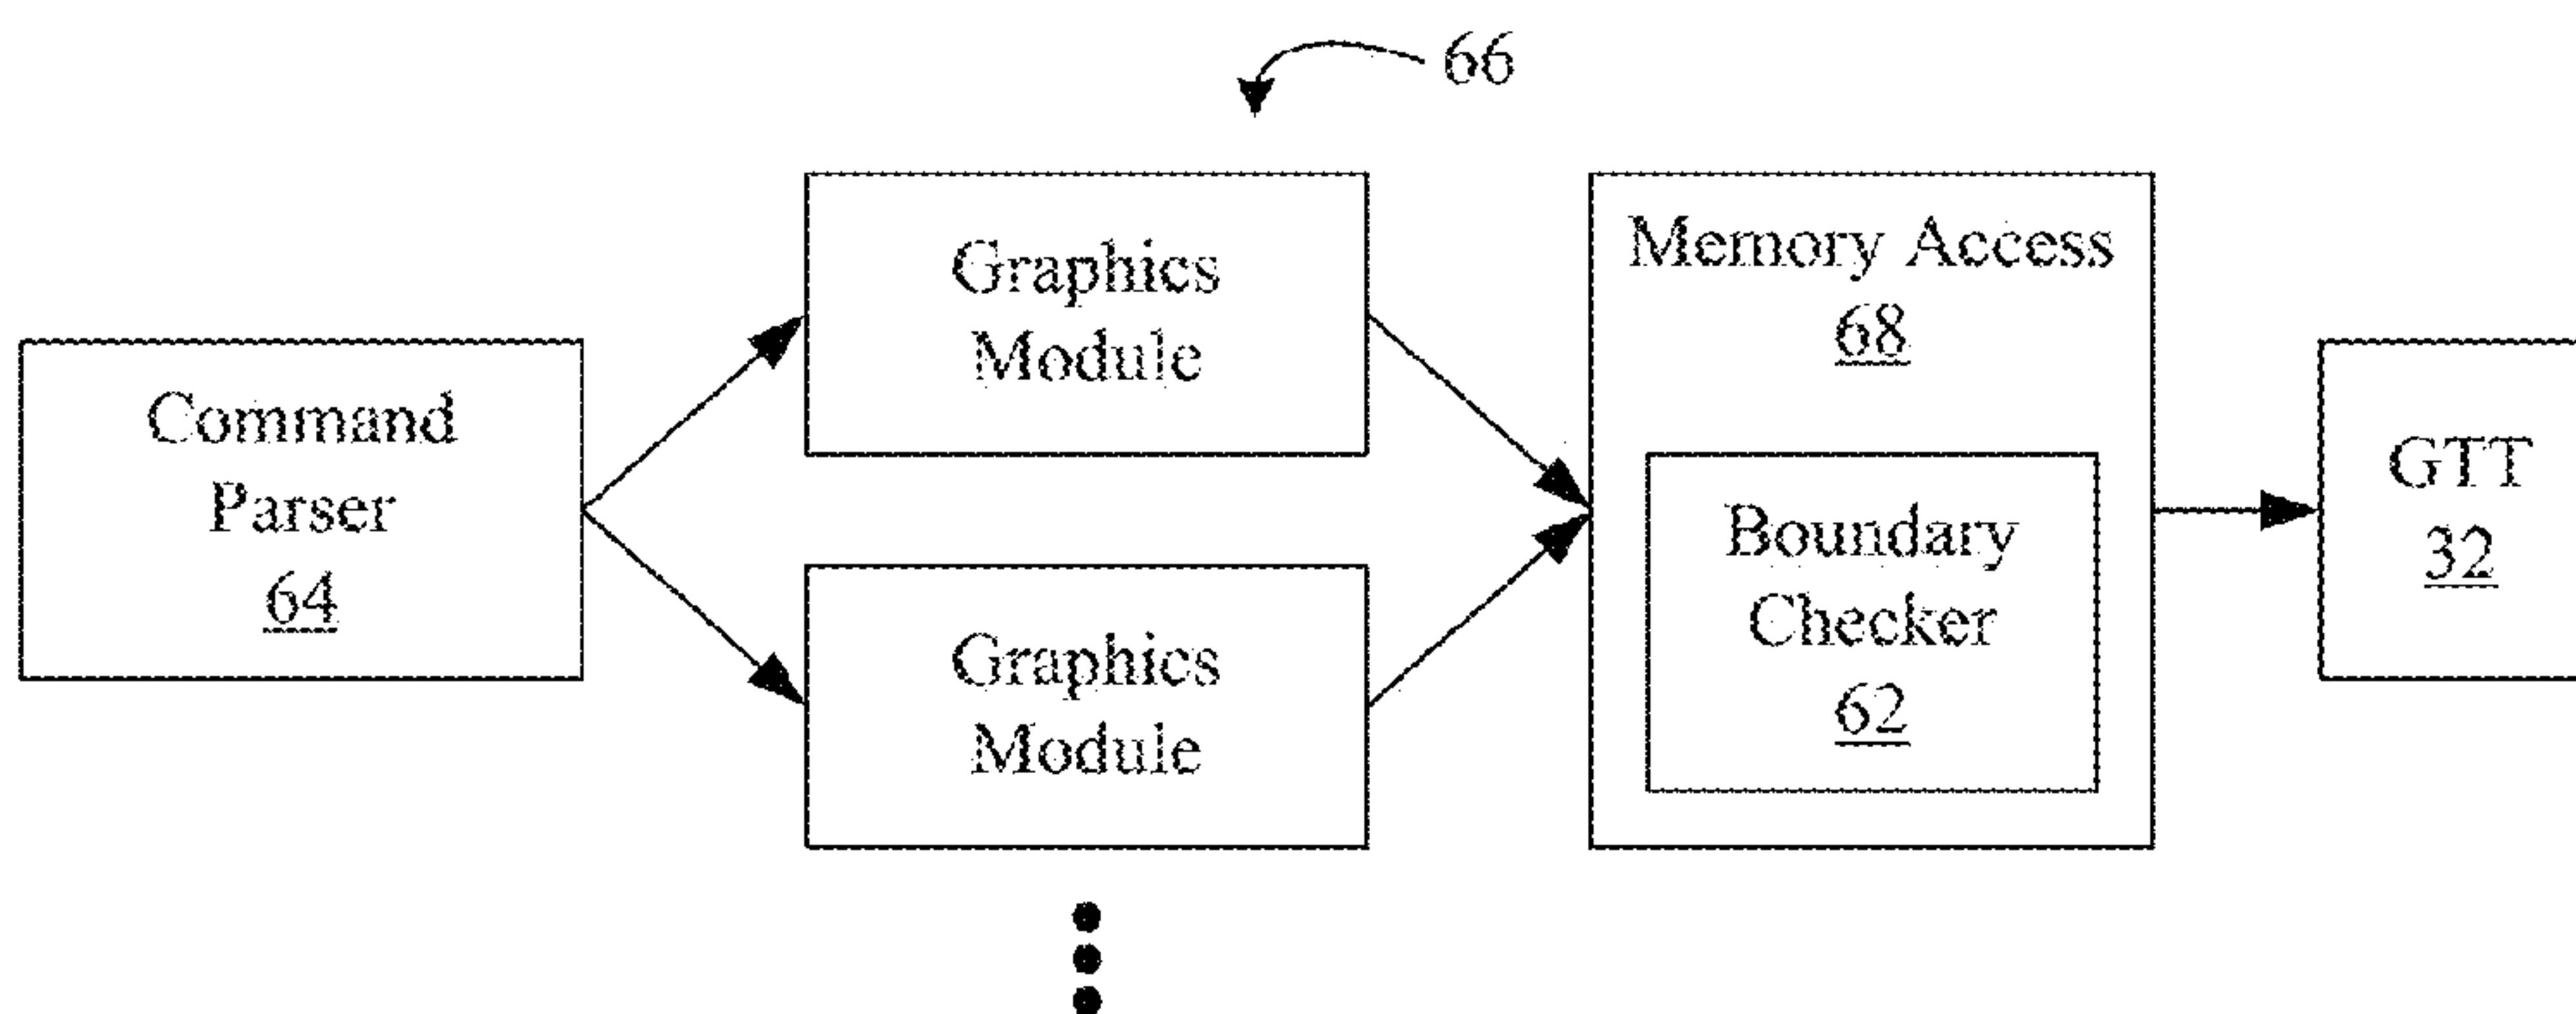 66
Graphics
Module
Memory Access
68
Command
Parser
64
Boundary
Checker
62
GTT
32
Graphics
Module